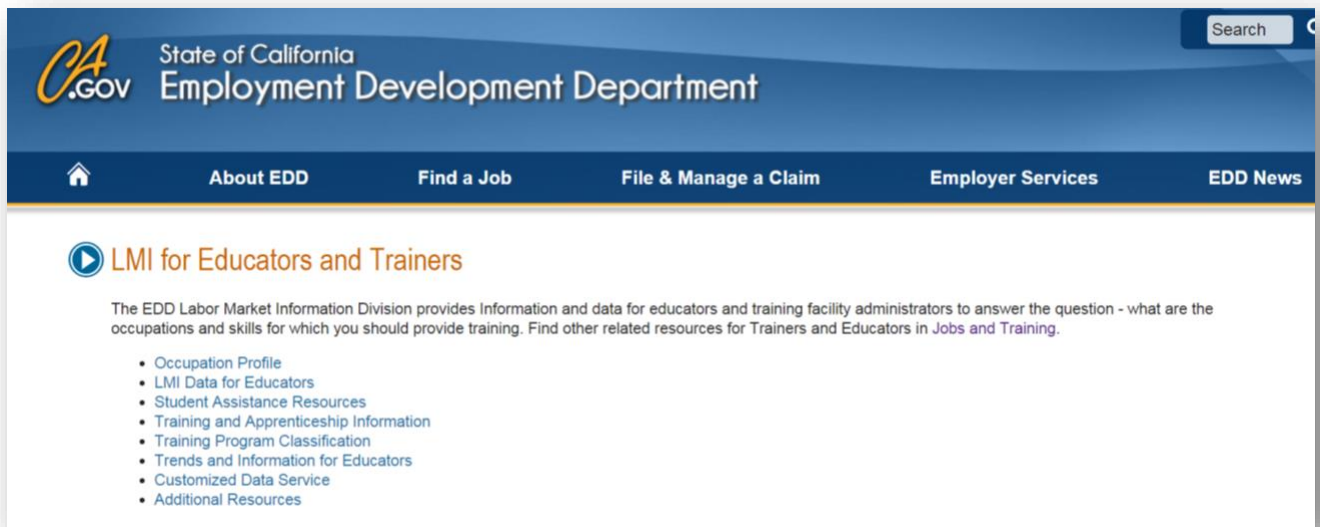 Search
CA.GOV
State of California
Employment Development Department
About EDD Find a Job File & Manage a Claim Employer Services EDD News
LMI for Educators and Trainers
The EDD Labor Market Information Division provides Information and data for educators and training facility administrators to answer the question - what are the
occupations and skills for which you should provide training. Find other related resources for Trainers and Educators in Jobs and Training.
• Occupation Profile
• LMI Data for Educators
• Student Assistance Resources
• Training and Apprenticeship Information
• Training Program Classification
• Trends and Information for Educators
• Customized Data Service
• Additional Resources